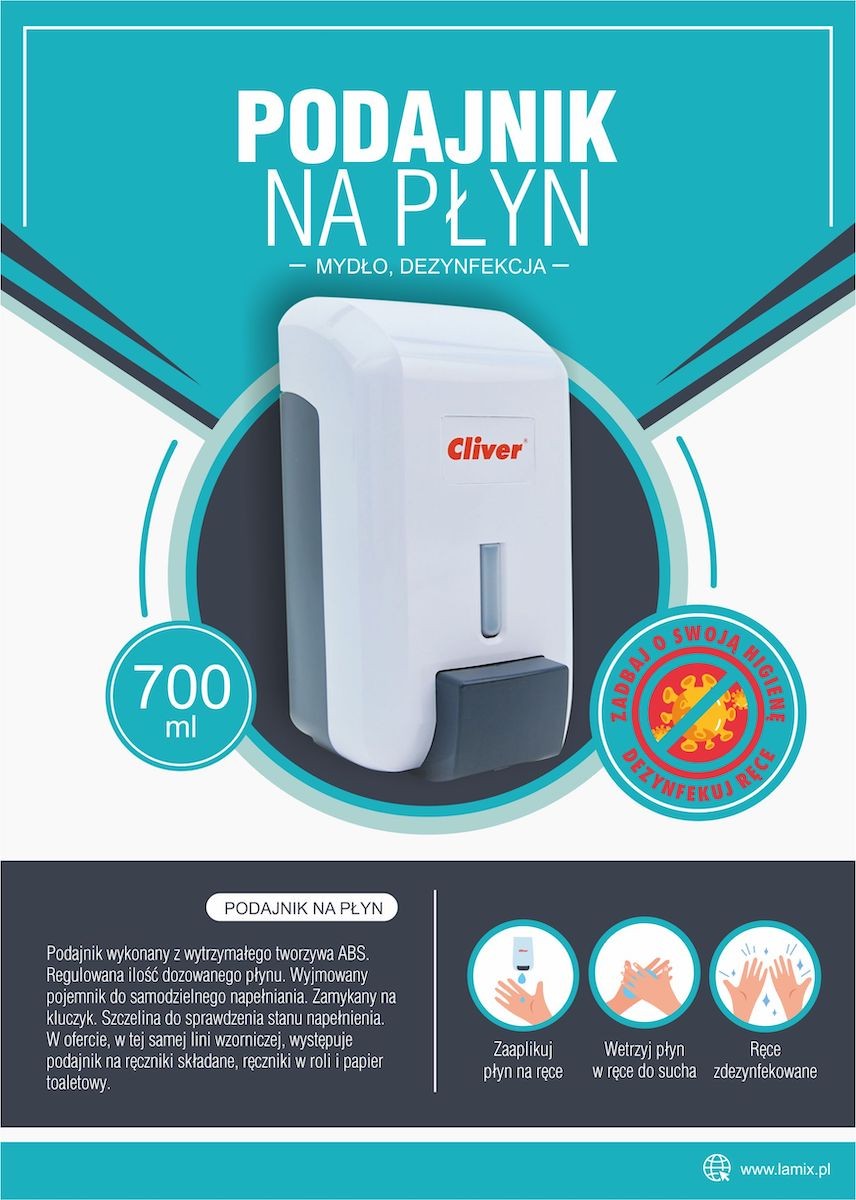 PODAJNIK
NA PŁYN
– MYDŁO, DEZYNFEKCJA –
Cliver®
700
ml
ZADBAJ O SWOJĄ HIGIENĘ
DEZYNFEKUJ RĘCE
PODAJNIK NA PŁYN
Podajnik wykonany z wytrzymałego tworzywa ABS.
Regulowana ilość dozowanego płynu. Wyjmowany
pojemnik do samodzielnego napełniania. Zamykany na
kluczyk. Szczelina do sprawdzenia stanu napełnienia.
W ofercie, w tej samej lini wzorniczej, występuje
podajnik na ręczniki składane, ręczniki w roli i papier
toaletowy.
Zaaplikuj
płyn na ręce
Wetrzyj płyn
w ręce do sucha
Ręce
zdezynfekowane
www.lamix.pl